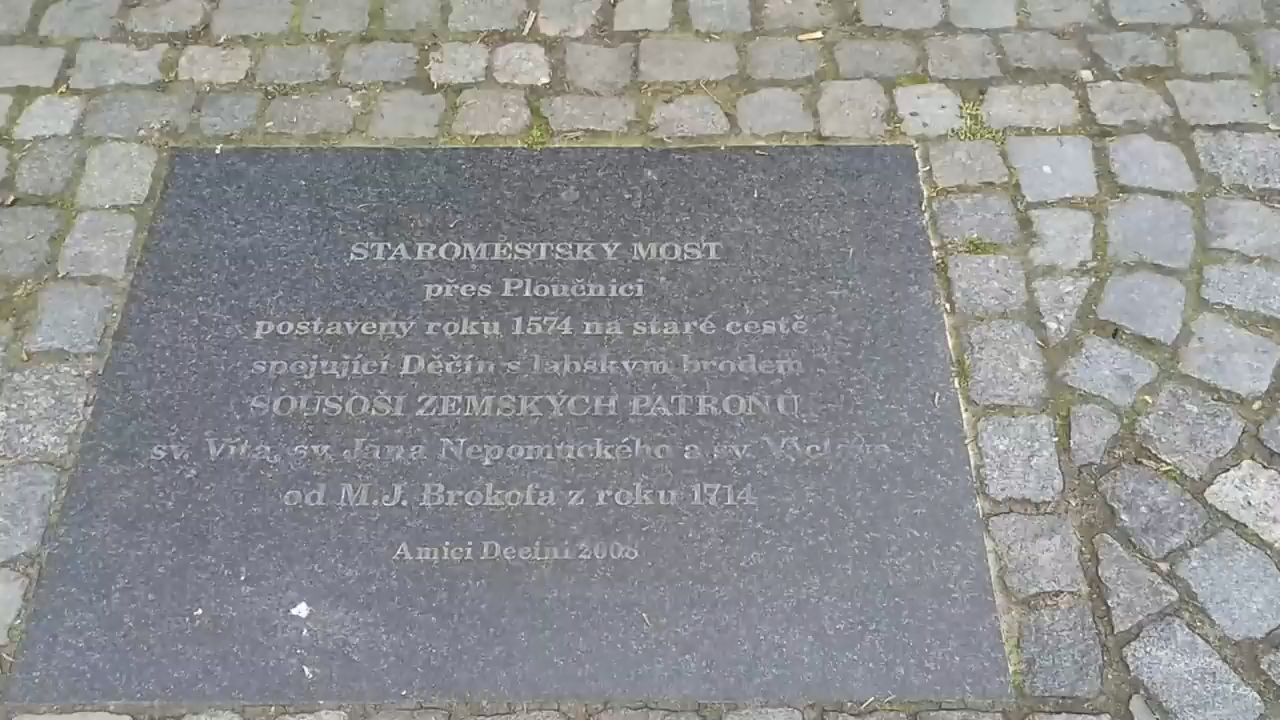 STAROMĚSTSKÝ MOST
přes Ploučnici
postavený roku 1574 na staré cestě
spojující Děčín s labským brodem
SOUSOŠÍ ZEMSKÝCH PATRONŮ
sv. Víta, sv. Jana Nepomuckého a sv. Václava
od M.J. Brokofa z roku 1714
Amici Decini 2008